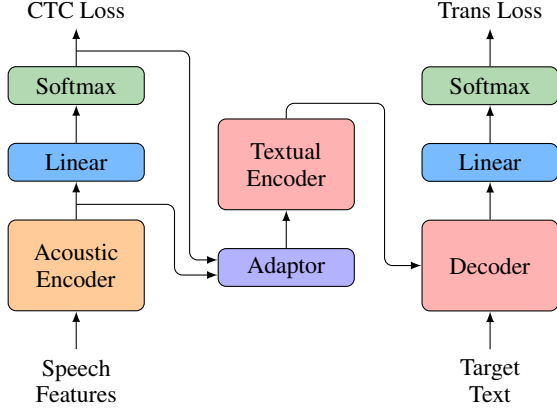 CTC Loss
Trans Loss
Softmax
Softmax
Linear
Textual
Encoder
Linear
Acoustic
Encoder
Adaptor
Decoder
Speech
Features
Target
Text